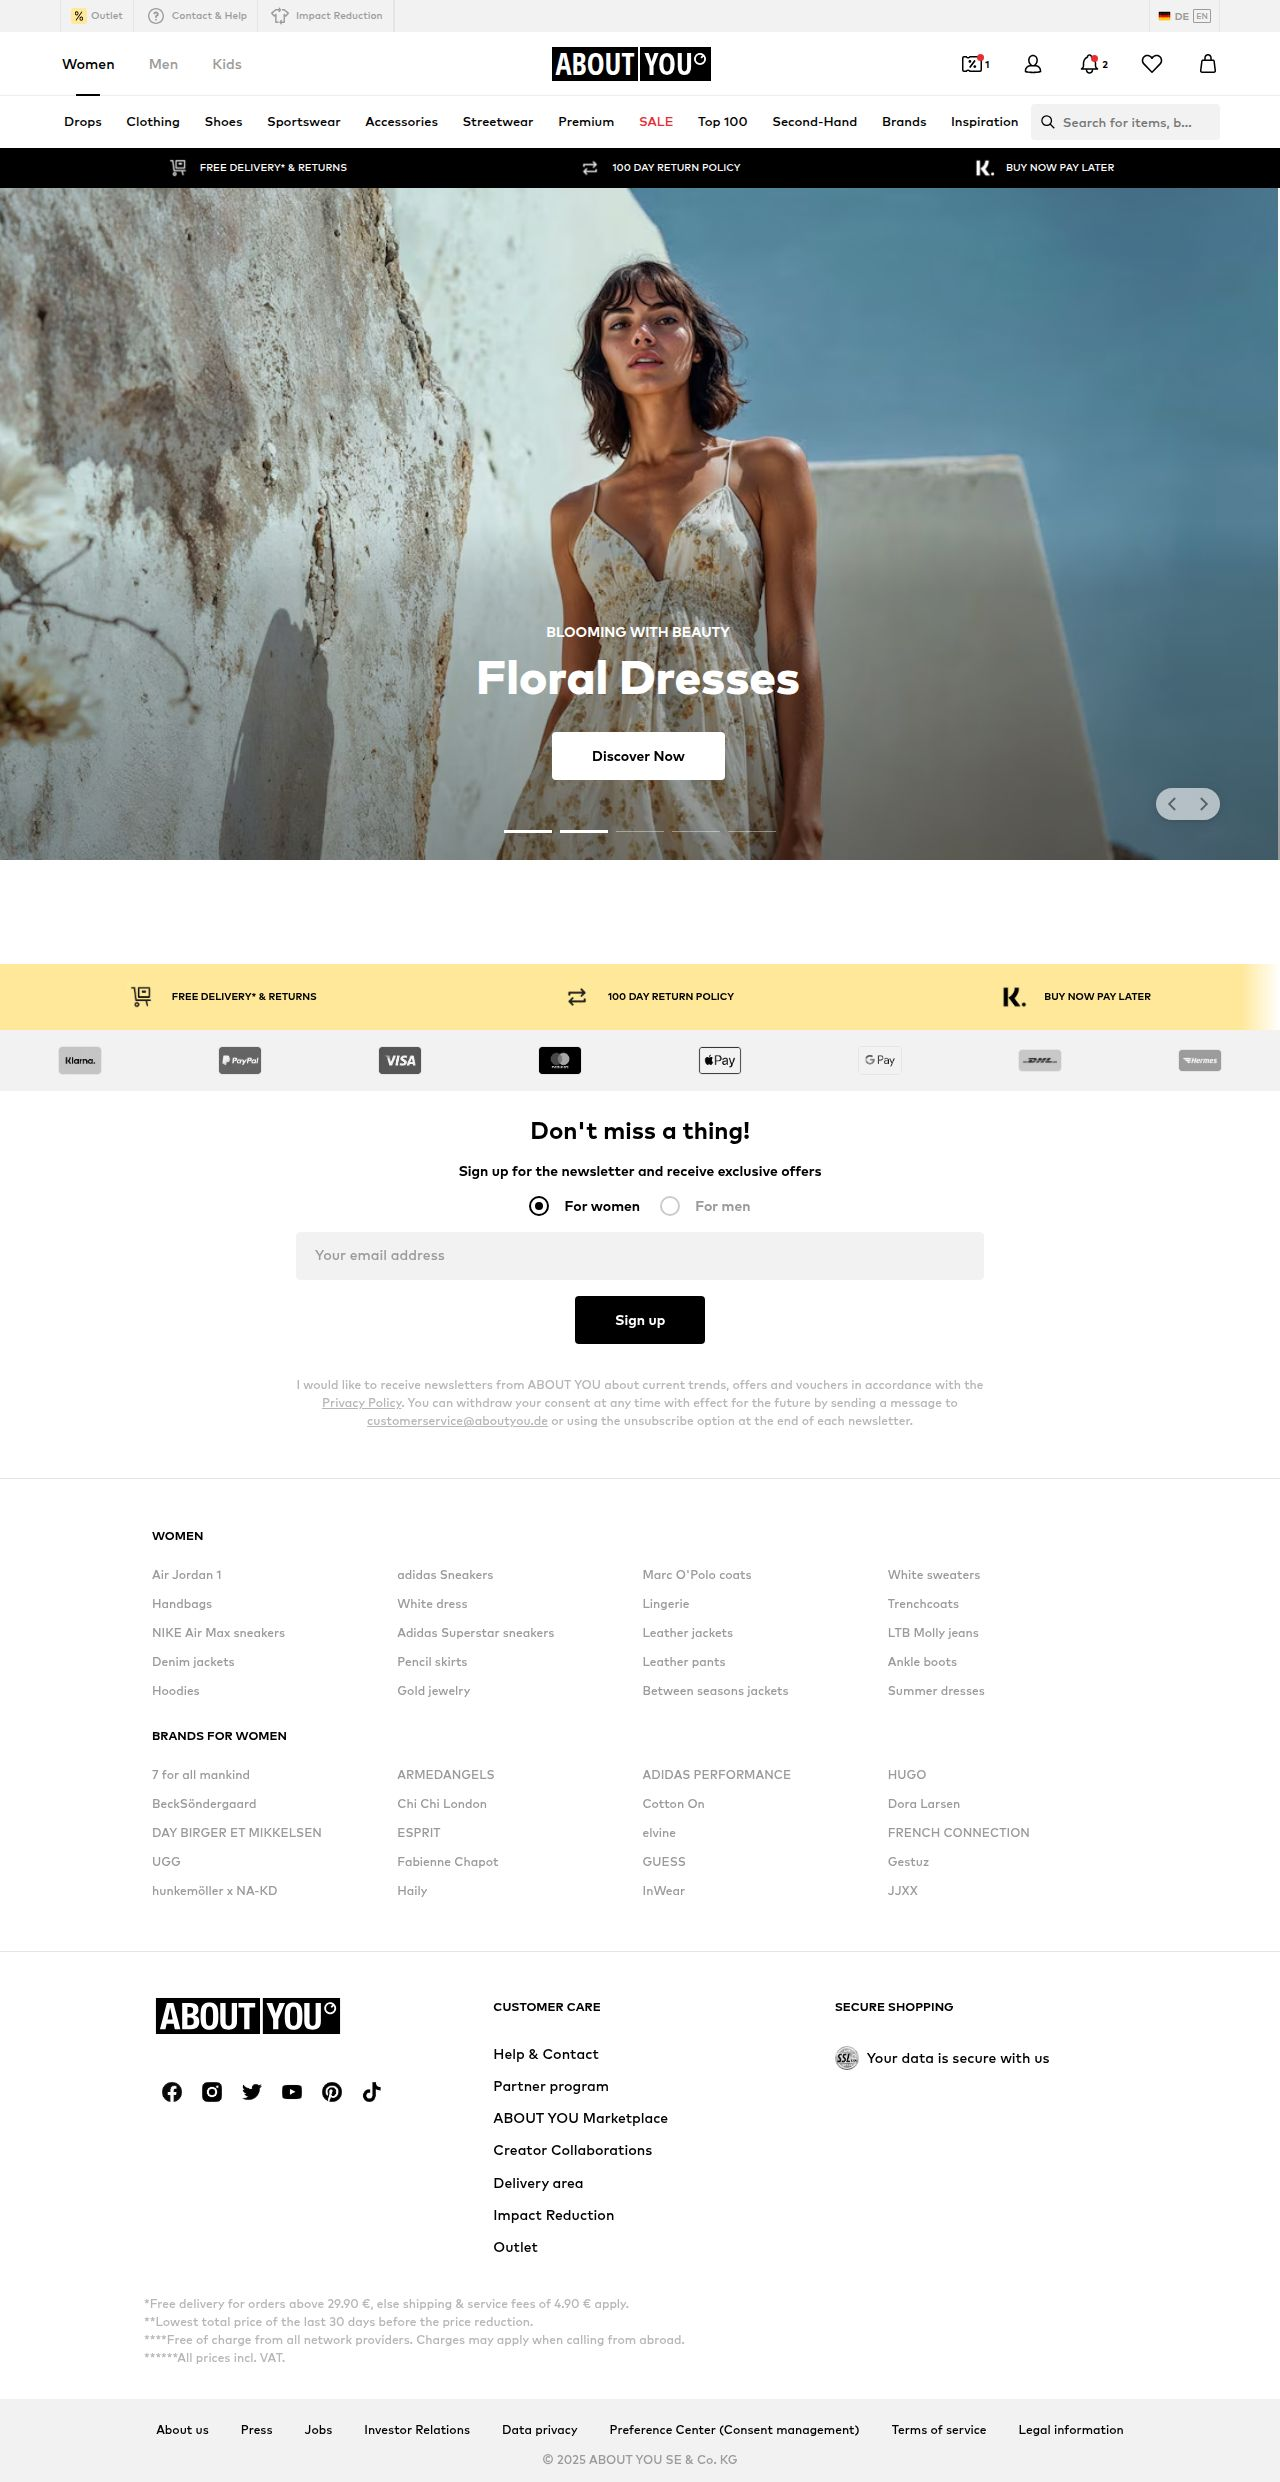 Outlet
Contact & Help
Impact Reduction
DE EN
Women
Men
Kids
ABOUT YOU
1
2
Drops
Clothing
Shoes
Sportswear
Accessories
Streetwear
Premium
SALE
Top 100
Second-Hand
Brands
Inspiration
Search for items, b...
FREE DELIVERY* & RETURNS
100 DAY RETURN POLICY
K. BUY NOW PAY LATER
BLOOMING WITH BEAUTY
Floral Dresses
Discover Now
FREE DELIVERY* & RETURNS
100 DAY RETURN POLICY
K. BUY NOW PAY LATER
Klarna.
PayPal
VISA
Pay
G Pay
DHL
Hermes
Don't miss a thing!
Sign up for the newsletter and receive exclusive offers
For women
For men
Your email address
Sign up
I would like to receive newsletters from ABOUT YOU about current trends, offers and vouchers in accordance with the
Privacy Policy. You can withdraw your consent at any time with effect for the future by sending a message to
customerservice@aboutyou.de or using the unsubscribe option at the end of each newsletter.
WOMEN
Air Jordan 1
adidas Sneakers
Marc O'Polo coats
White sweaters
Handbags
White dress
Lingerie
Trenchcoats
NIKE Air Max sneakers
Adidas Superstar sneakers
Leather jackets
LTB Molly jeans
Denim jackets
Pencil skirts
Leather pants
Ankle boots
Hoodies
Gold jewelry
Between seasons jackets
Summer dresses
BRANDS FOR WOMEN
7 for all mankind
ARMEDANGELS
ADIDAS PERFORMANCE
HUGO
BeckSöndergaard
Chi Chi London
Cotton On
Dora Larsen
DAY BIRGER ET MIKKELSEN
ESPRIT
elvine
FRENCH CONNECTION
UGG
Fabienne Chapot
GUESS
Gestuz
hunkemöller x NA-KD
Haily
InWear
JJXX
ABOUT YOU
CUSTOMER CARE
Help & Contact
Partner program
ABOUT YOU Marketplace
Creator Collaborations
Delivery area
Impact Reduction
Outlet
SECURE SHOPPING
SSL
Your data is secure with us
*Free delivery for orders above 29.90 €, else shipping & service fees of 4.90 € apply.
**Lowest total price of the last 30 days before the price reduction.
****Free of charge from all network providers. Charges may apply when calling from abroad.
******All prices incl. VAT.
About us
Press
Jobs
Investor Relations
Data privacy
Preference Center (Consent management)
Terms of service
Legal information
© 2025 ABOUT YOU SE & Co. KG